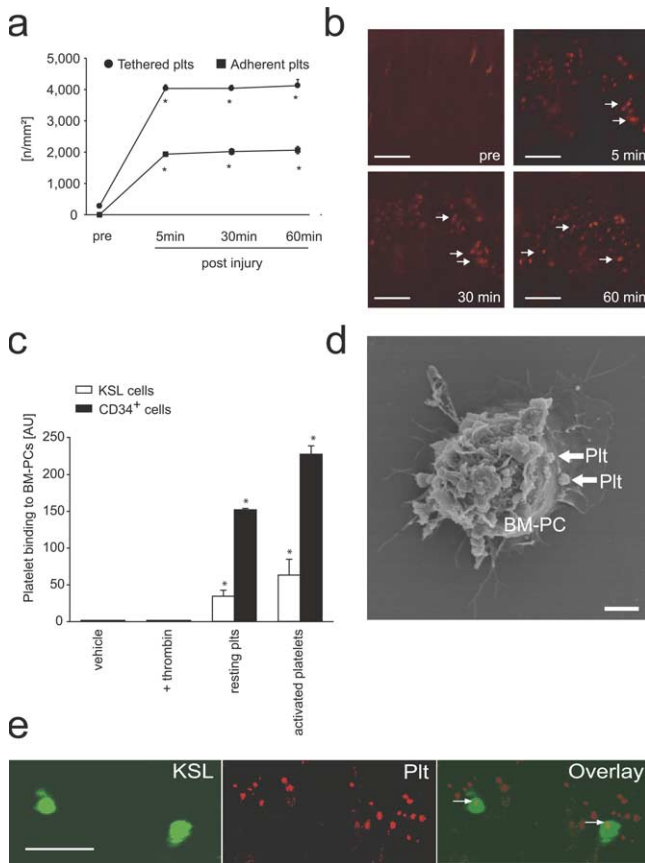 a
Tethered plts Adherent plts
[n/mm²]
5,000
4,000
3,000
2,000
1,000
0
* * *
* * *
pre 5min 30min 60min
post injury
b
pre
5 min
30 min
60 min
c
KSL cells
CD34+ cells
Platelet binding to BM-PCs [AU]
250
200
150
100
50
0
* * * *
vehicle
+ thrombin
resting plts
activated platelets
d
Plt
Plt
BM-PC
e
KSL
Plt
Overlay